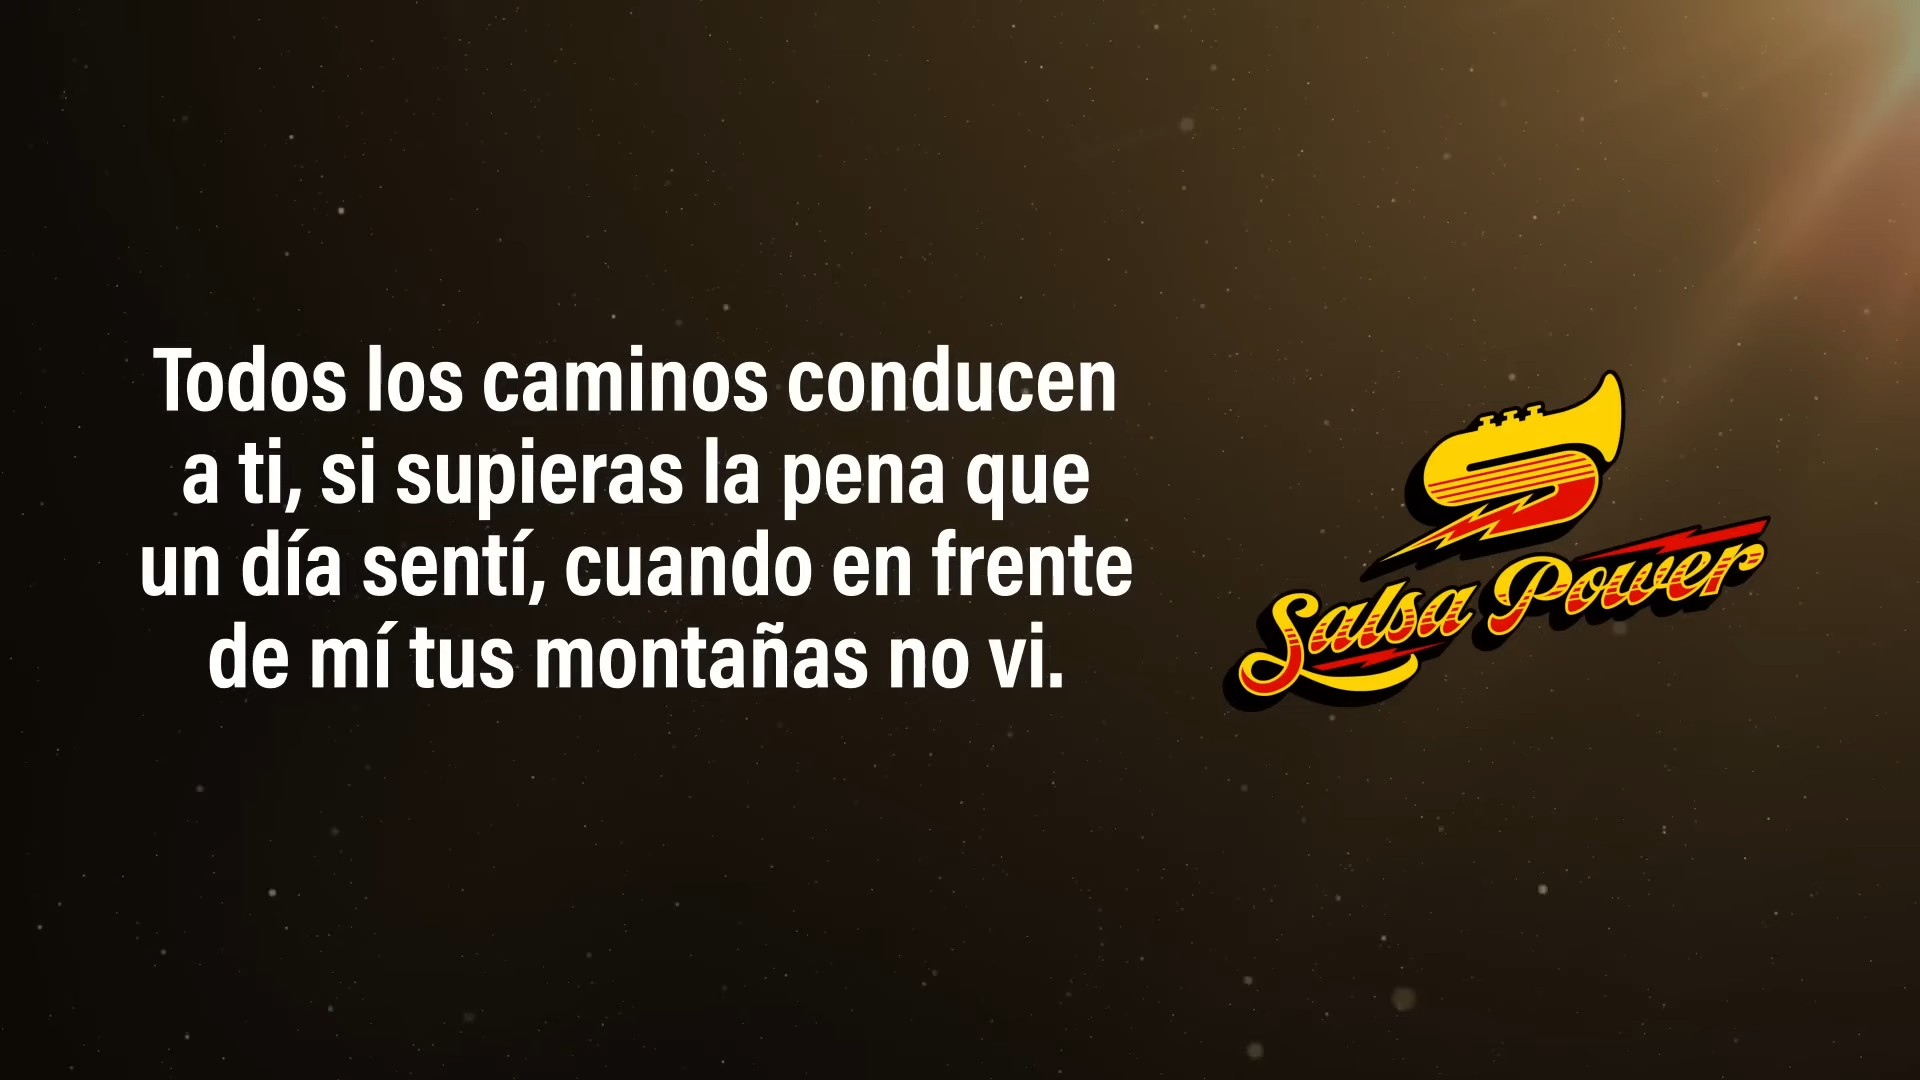 Todos los caminos conducen
a ti, si supieras la pena que
un día sentí, cuando en frente
de mí tus montañas no vi.
Salsa Power